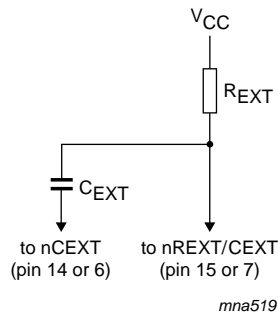 VCC
REXT
CEXT
to nCEXT
(pin 14 or 6)
to nREXT/CEXT
(pin 15 or 7)
mna519